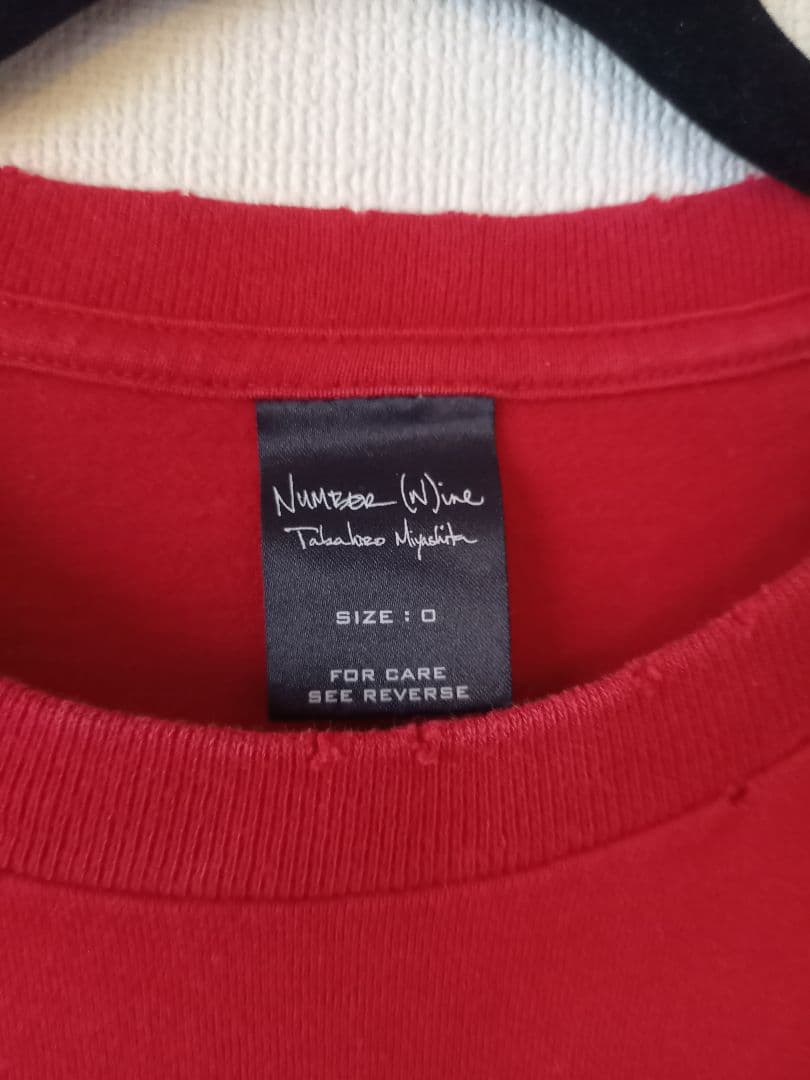 NUMBER (N)ine
Takahiro Miyashita
SIZE : 0
FOR CARE
SEE REVERSE